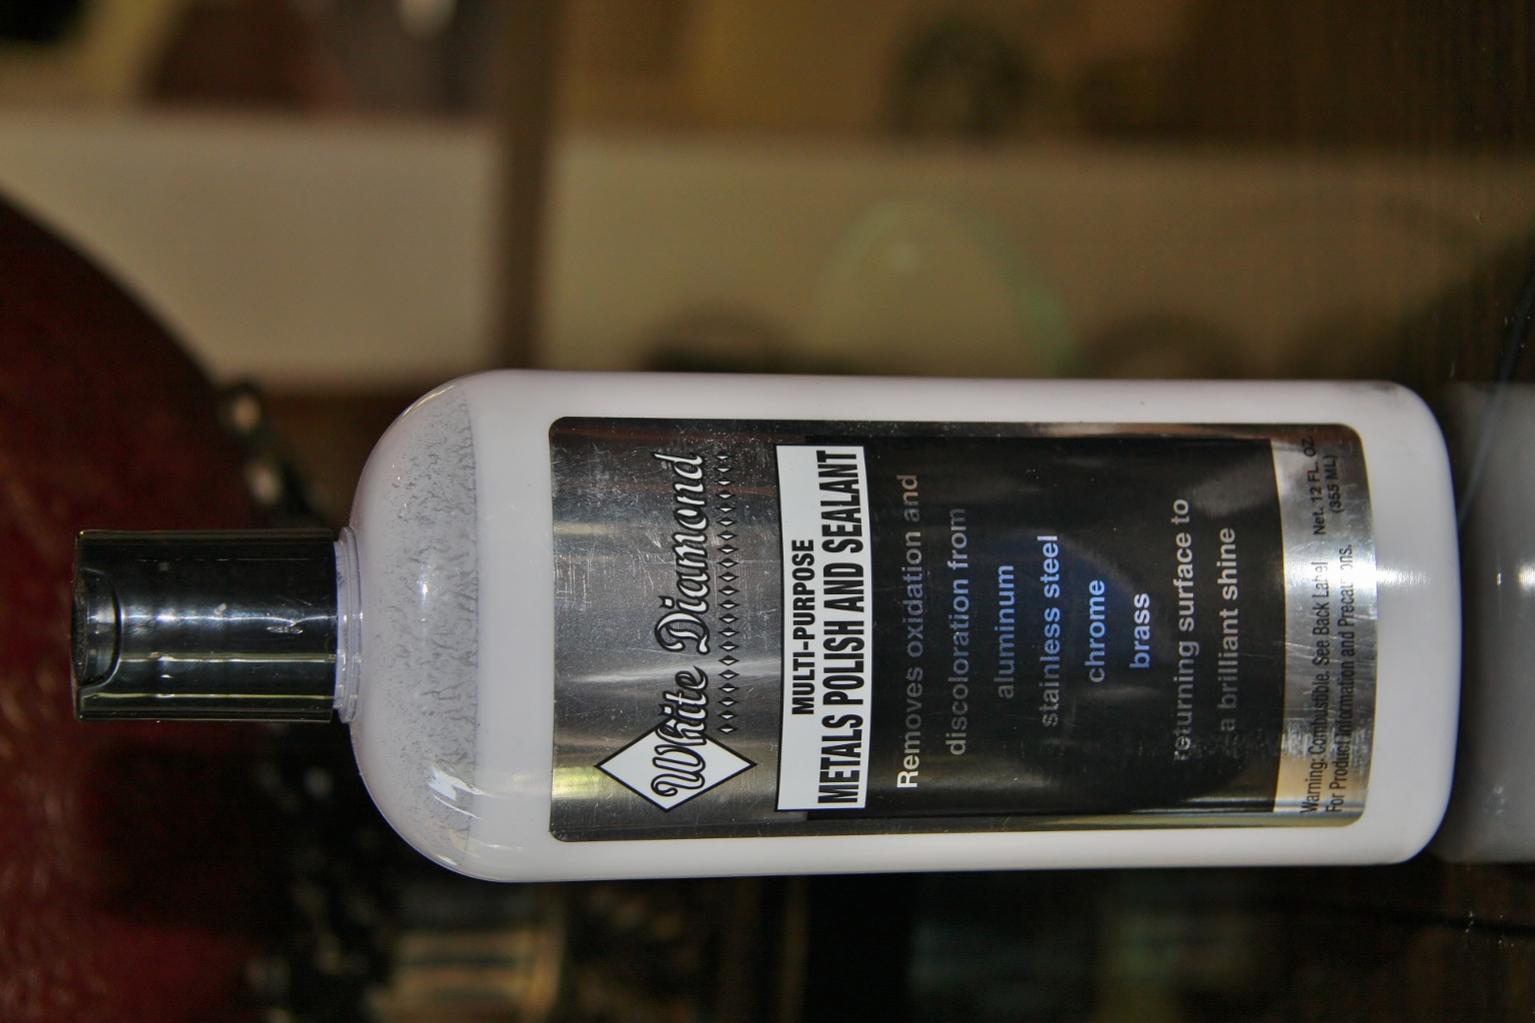 White Diamond
MULTI-PURPOSE
METALS POLISH AND SEALANT
Removes oxidation and
discoloration from
aluminum
stainless steel
chrome
brass
returning surface to
a brilliant shine
Warning: Combustible. See Back Label Net. 12 FL. OZ.
For Product Information and Precautions. (355 ML)